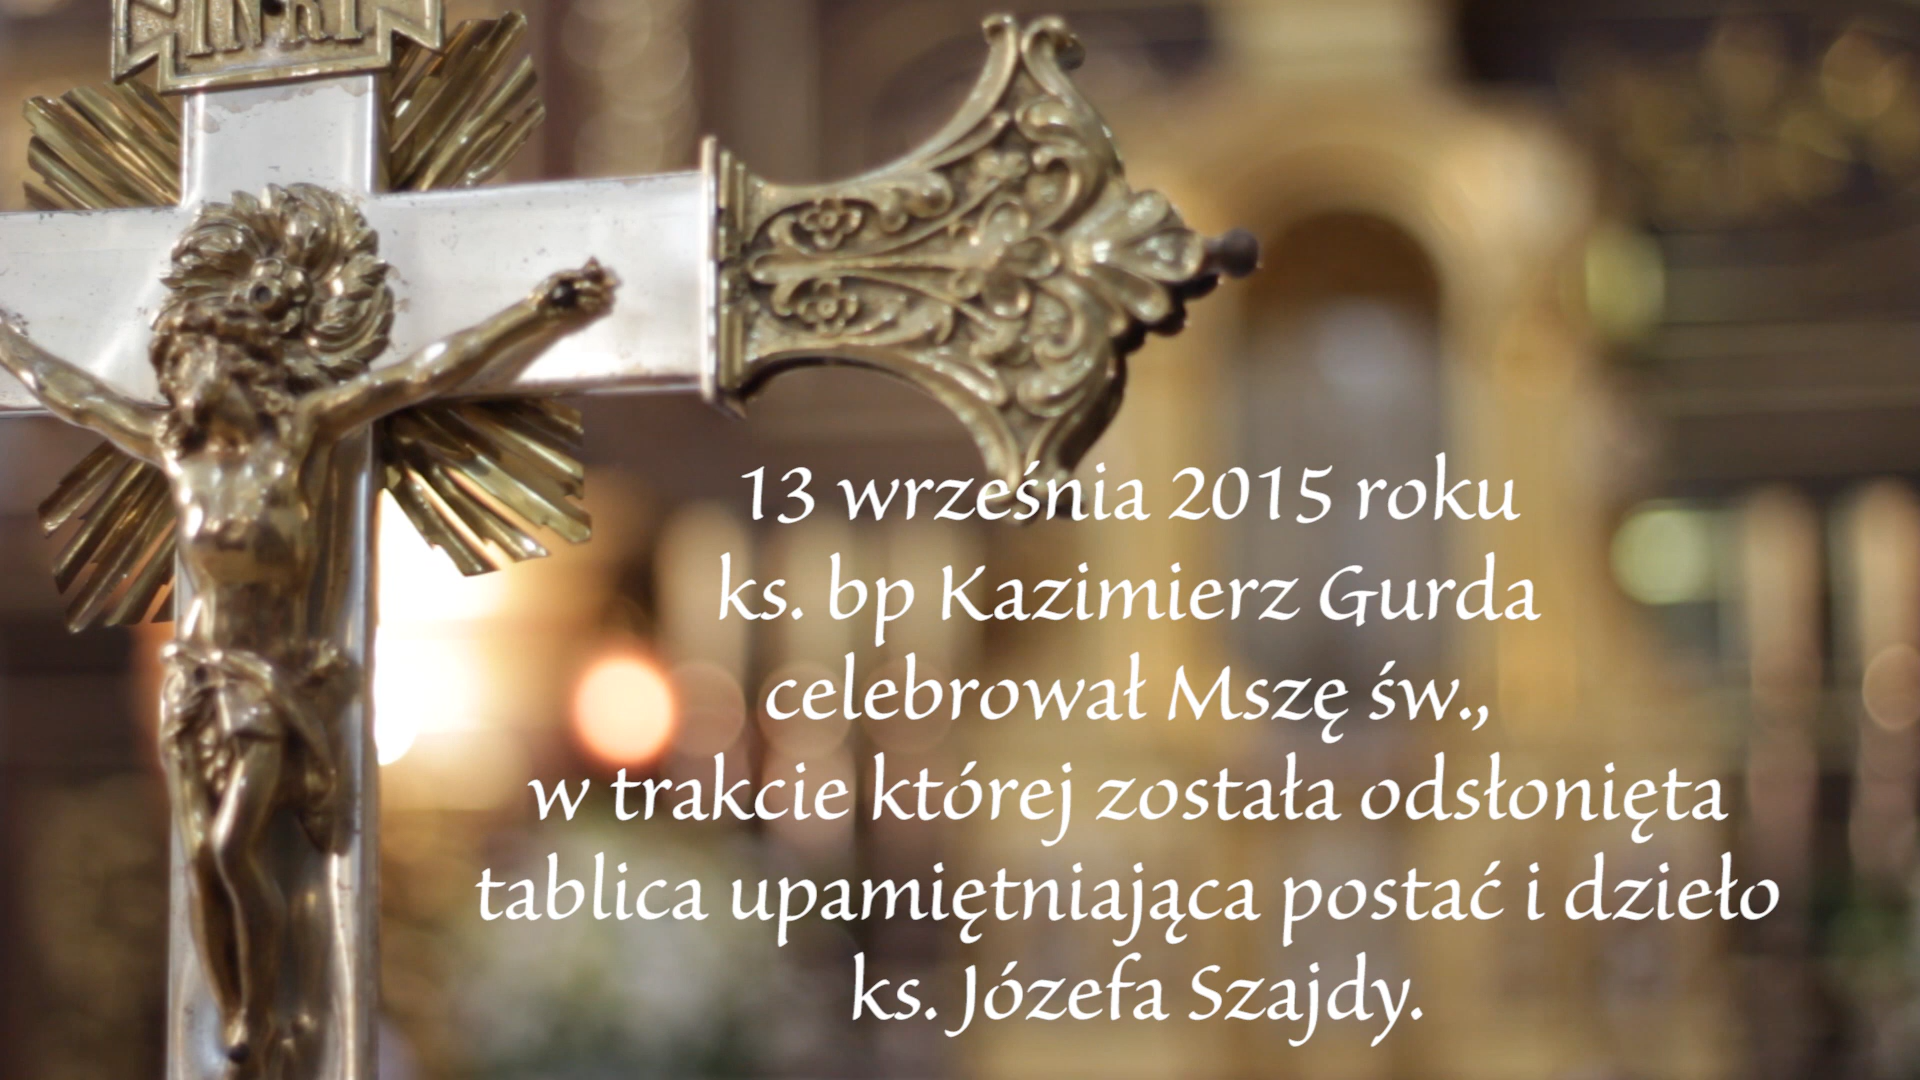 INRI
13 września 2015 roku
ks. bp Kazimierz Gurda
celebrował Mszę św.,
w trakcie której została odsłonięta
tablica upamiętniająca postać i dzieło
ks. Józefa Szajdy.